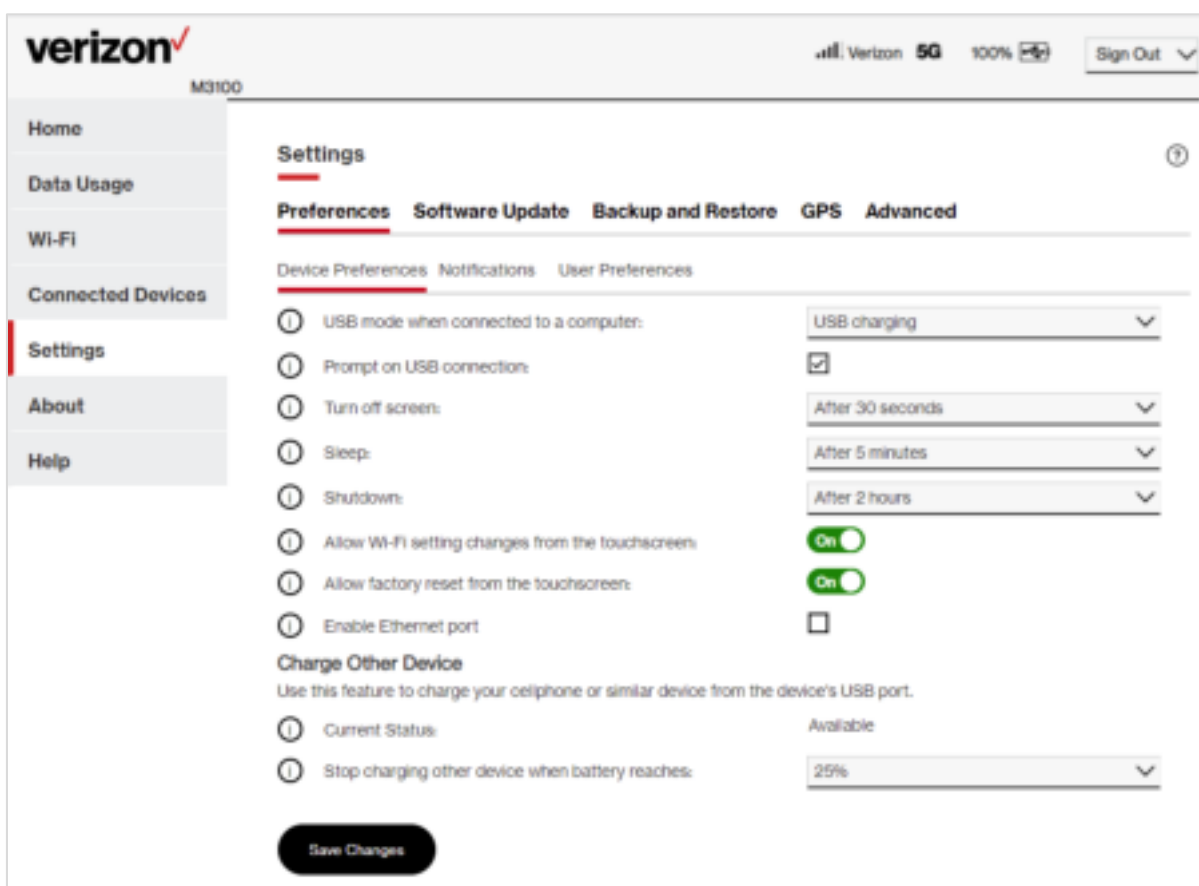 verizon
Verizon 5G 100% Sign Out
M3100
Home
Data Usage
Wi-Fi
Connected Devices
Settings
About
Help
Settings
Preferences Software Update Backup and Restore GPS Advanced
Device Preferences Notifications User Preferences
USB mode when connected to a computer: USB charging
Prompt on USB connection:
Turn off screen: After 30 seconds
Sleep: After 5 minutes
Shutdown: After 2 hours
Allow Wi-Fi setting changes from the touchscreen: On
Allow factory reset from the touchscreen: On
Enable Ethernet port
Charge Other Device
Use this feature to charge your cellphone or similar device from the device's USB port.
Current Status: Available
Stop charging other device when battery reaches: 25%
Save Changes